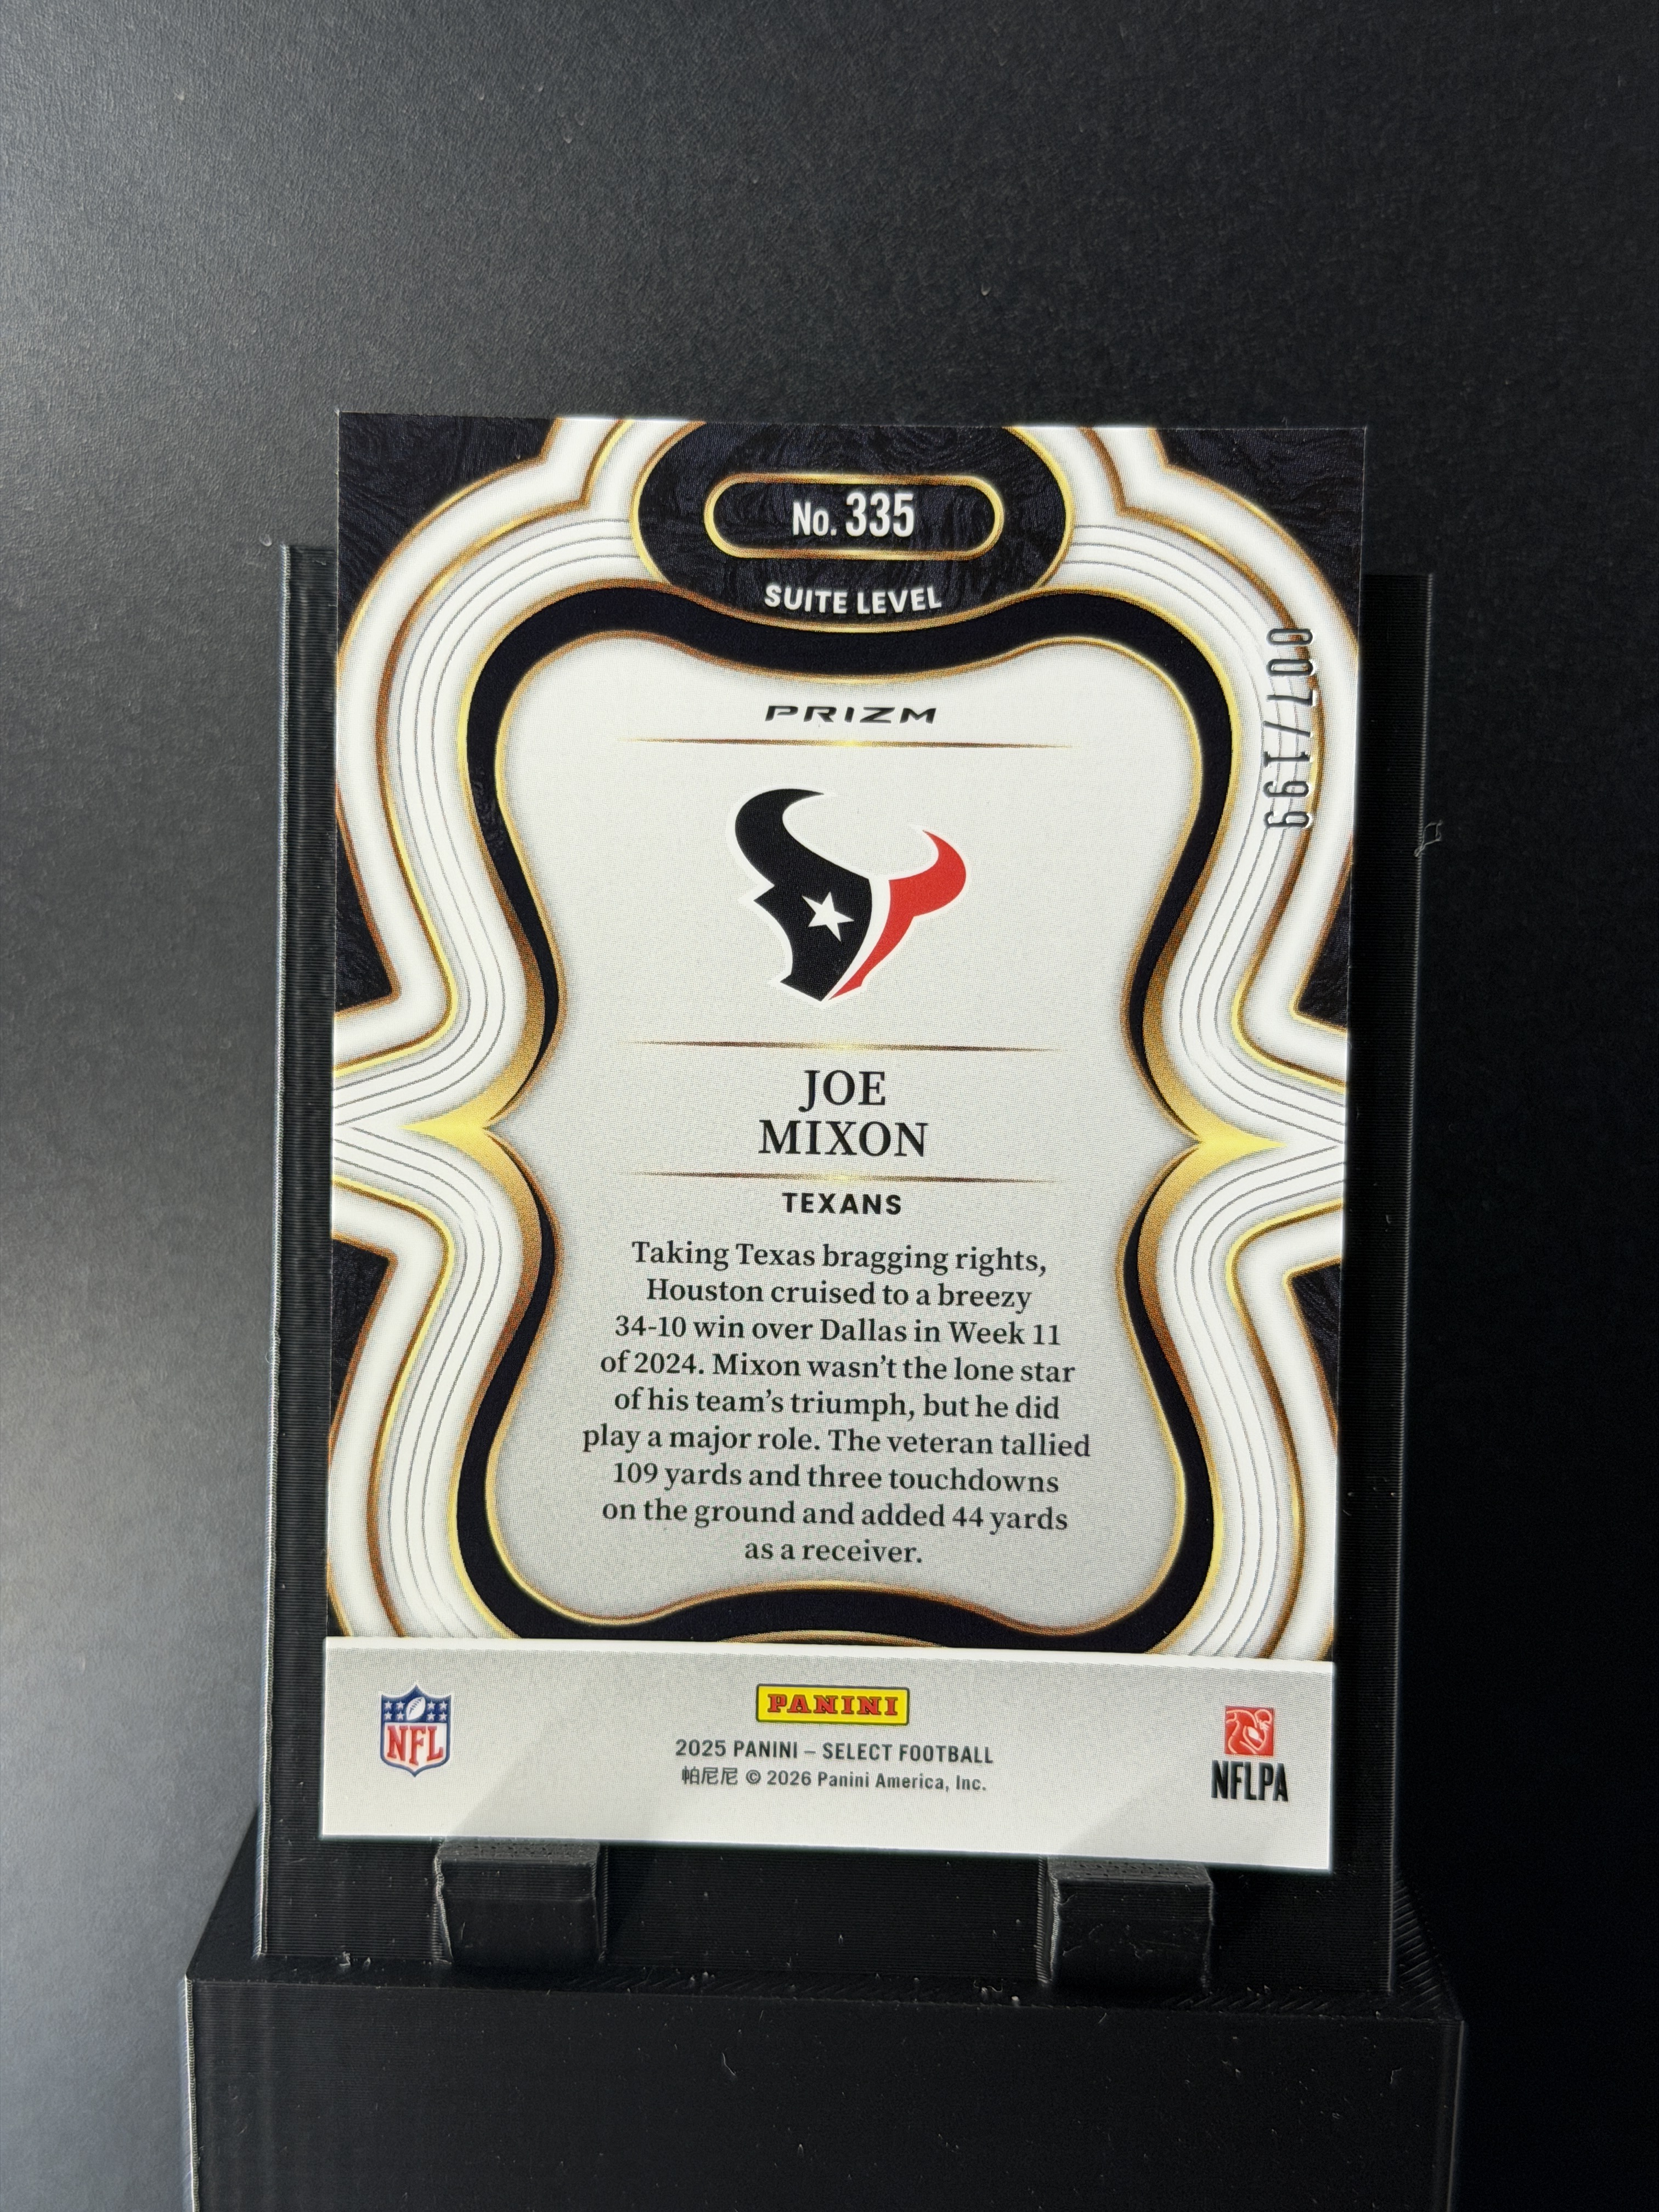 No. 335
SUITE LEVEL
007/199
PRIZM
JOE
MIXON
TEXANS
Taking Texas bragging rights,
Houston cruised to a breezy
34-10 win over Dallas in Week 11
of 2024. Mixon wasn't the lone star
of his team's triumph, but he did
play a major role. The veteran tallied
109 yards and three touchdowns
on the ground and added 44 yards
as a receiver.
NFL
PANINI
2025 PANINI – SELECT FOOTBALL
帕尼尼 © 2026 Panini America, Inc.
NFLPA